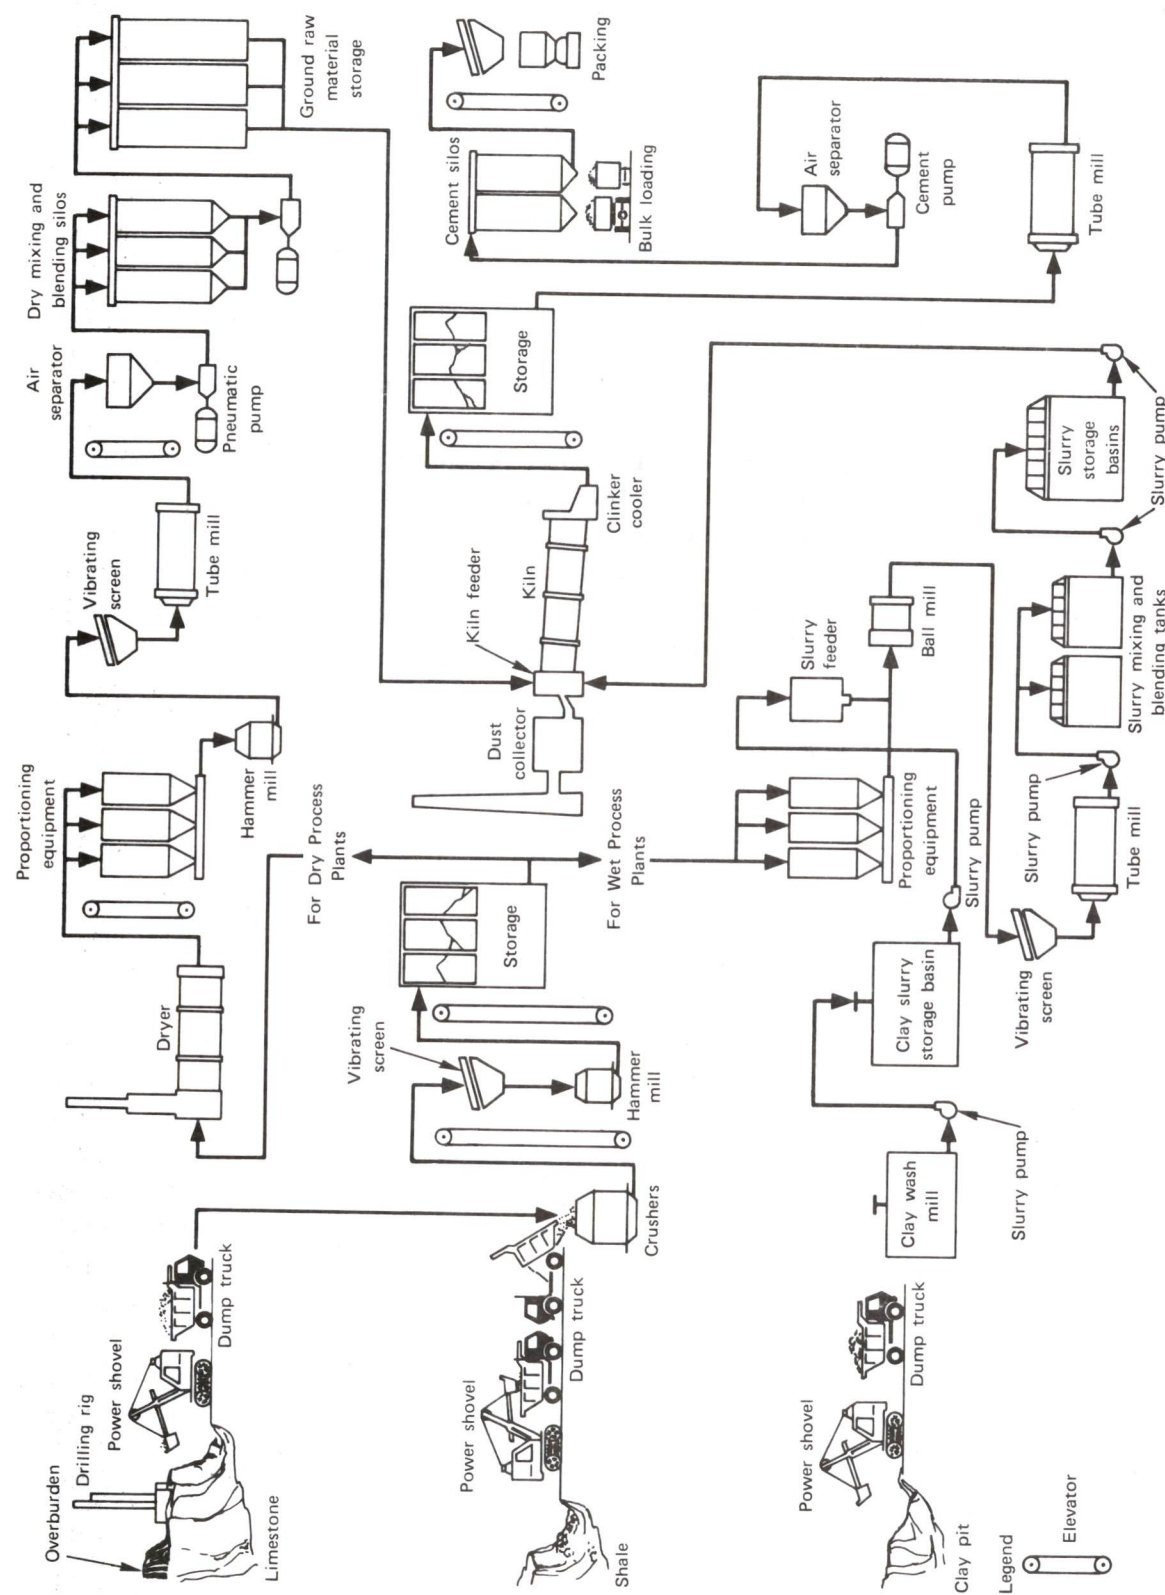 Overburden
Drilling rig
Power shovel
Limestone
Dump truck
Dryer
Proportioning
equipment
Hammer
mill
Vibrating
screen
Tube mill
Air
separator
Pneumatic
pump
Dry mixing and
blending silos
Ground raw
material
storage
For Dry Process
Plants
Shale
Power shovel
Dump truck
Crushers
Vibrating
screen
Hammer
mill
Storage
For Wet Process
Plants
Dust
collector
Kiln feeder
Kiln
Clinker
cooler
Storage
Cement silos
Bulk loading
Packing
Air
separator
Cement
pump
Tube mill
Clay pit
Power shovel
Dump truck
Clay wash
mill
Slurry pump
Clay slurry
storage basin
Slurry pump
Proportioning
equipment
Slurry
feeder
Ball mill
Vibrating
screen
Tube mill
Slurry pump
Slurry mixing and
blending tanks
Slurry
storage
basins
Slurry pump
Legend
Elevator